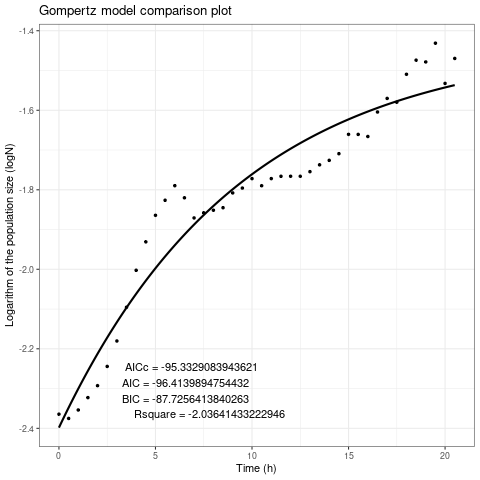 Gompertz model comparison plot
Logarithm of the population size (logN)
-1.4
-1.6
-1.8
-2.0
-2.2
-2.4
AICc = -95.3329083943621
AIC = -96.4139894754432
BIC = -87.7256413840263
Rsquare = -2.03641433222946
0 5 10 15 20
Time (h)